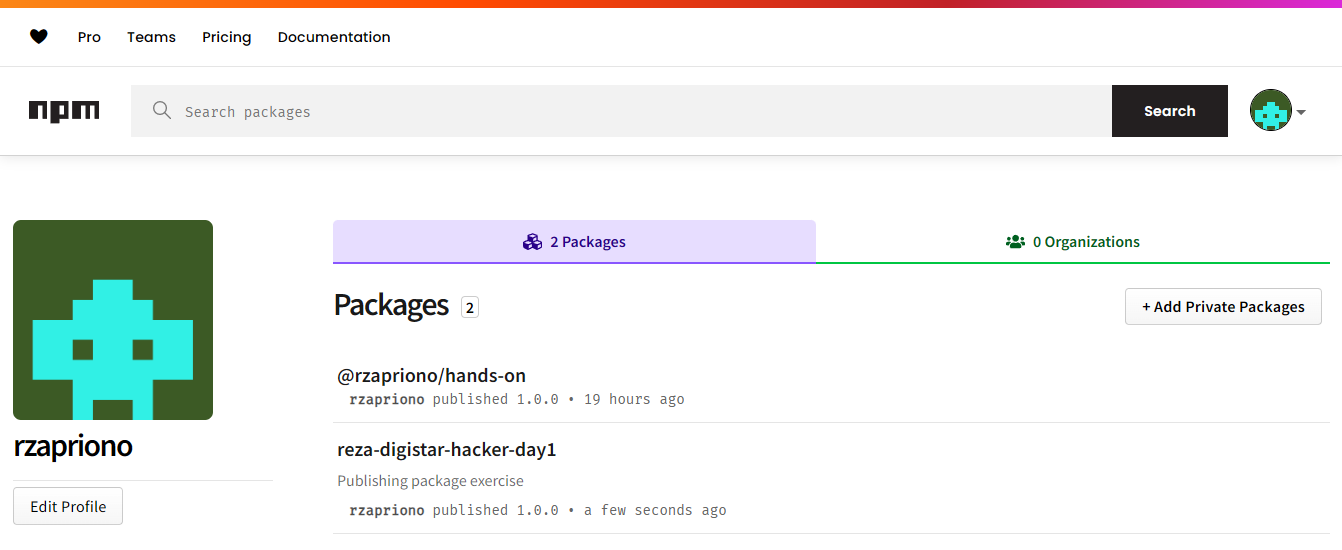 Pro Teams Pricing Documentation
npm Search packages Search
2 Packages 0 Organizations
Packages 2 + Add Private Packages
@rzapriono/hands-on
rzapriono published 1.0.0 • 19 hours ago
reza-digistar-hacker-day1
Publishing package exercise
rzapriono published 1.0.0 • a few seconds ago
rzapriono
Edit Profile